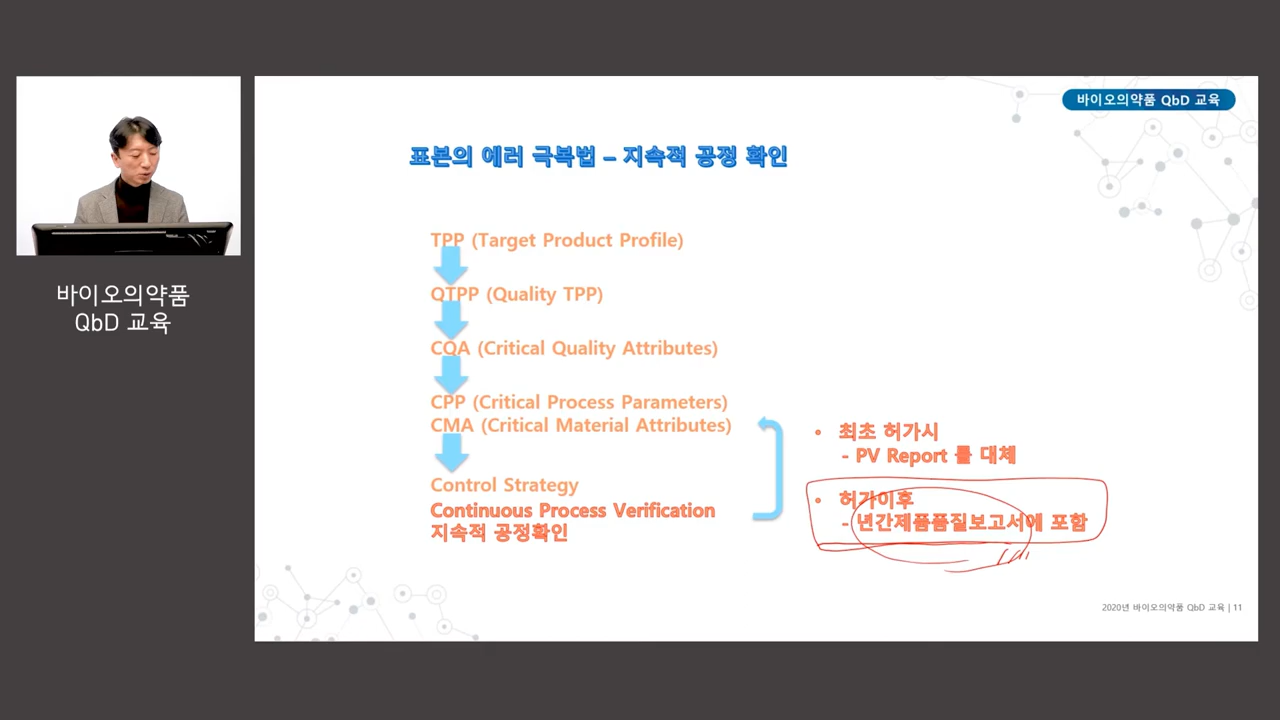 바이오의약품 QbD 교육
표본의 에러 극복법 – 지속적 공정 확인
TPP (Target Product Profile)
QTPP (Quality TPP)
CQA (Critical Quality Attributes)
CPP (Critical Process Parameters)
CMA (Critical Material Attributes)
Control Strategy
Continuous Process Verification
지속적 공정확인
• 최초 허가시
- PV Report 를 대체
• 허가이후
- 년간제품품질보고서에 포함
2020년 바이오의약품 QbD 교육 | 11
바이오의약품
QbD 교육